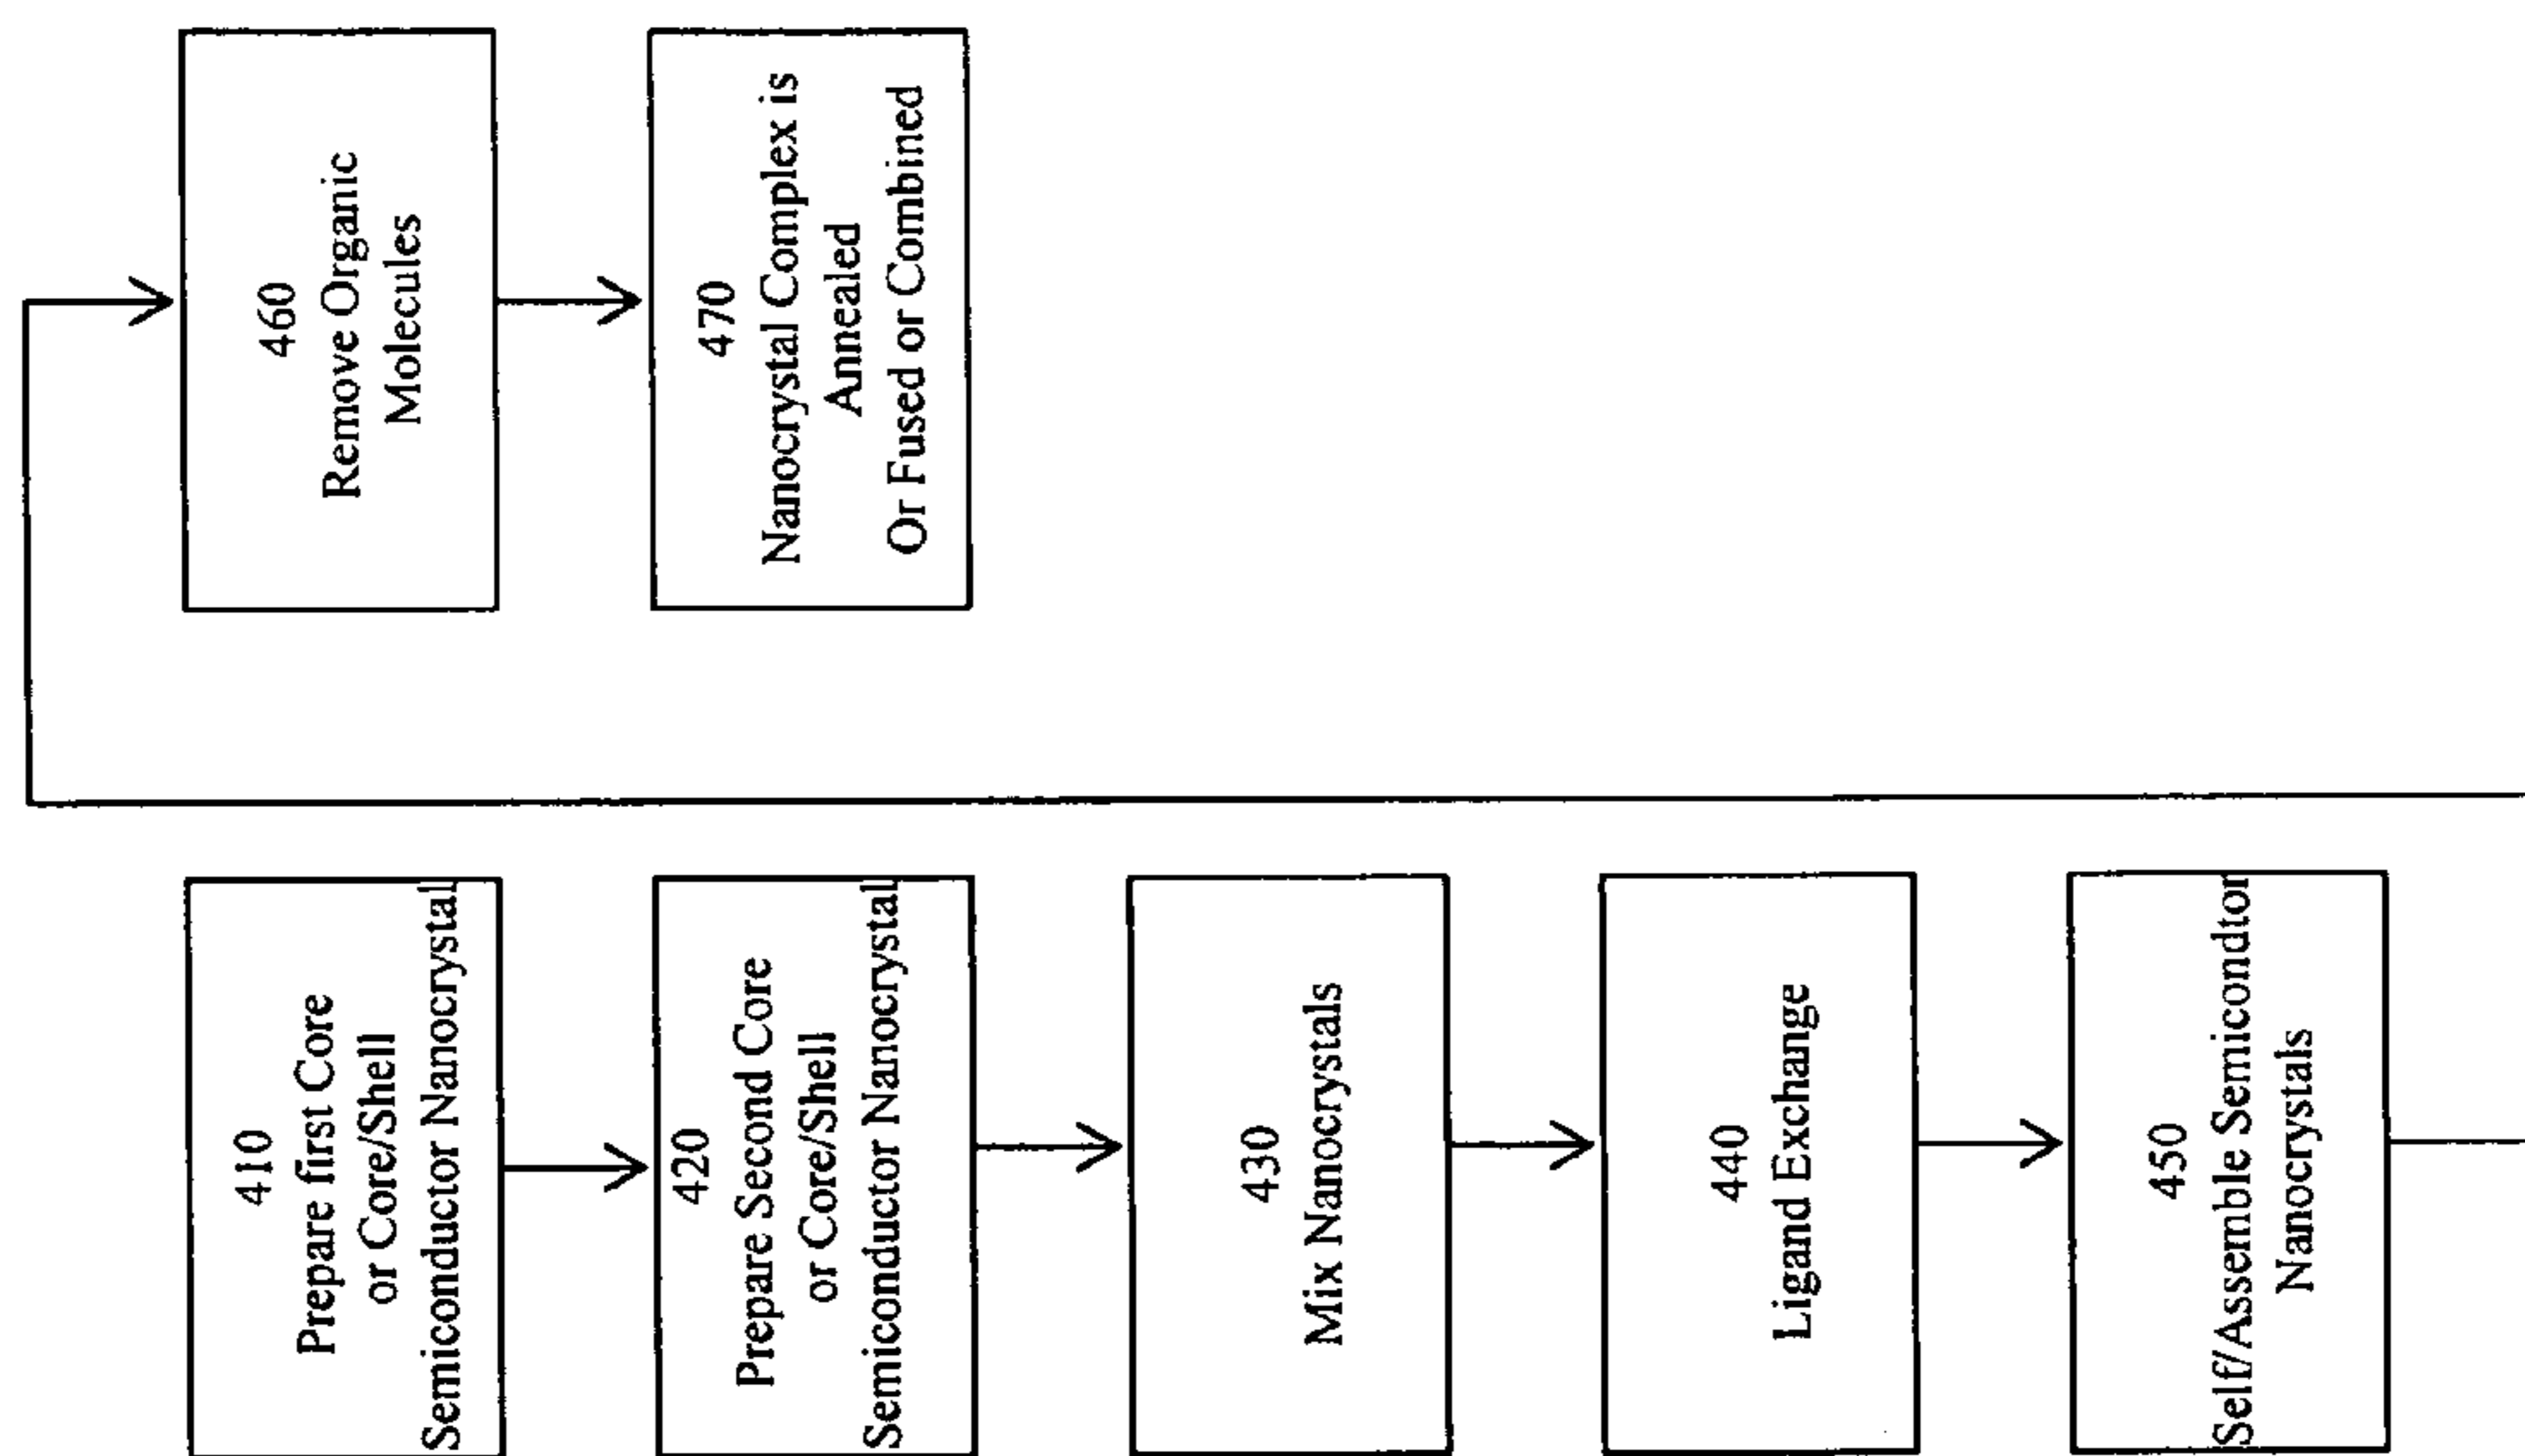 410
Prepare first Core
or Core/Shell
Semiconductor Nanocrystal
420
Prepare Second Core
or Core/Shell
Semiconductor Nanocrystal
430
Mix Nanocrystals
440
Ligand Exchange
450
Self/Assemble Semicondtor
Nanocrystals
460
Remove Organic
Molecules
470
Nanocrystal Complex is
Annealed
Or Fused or Combined